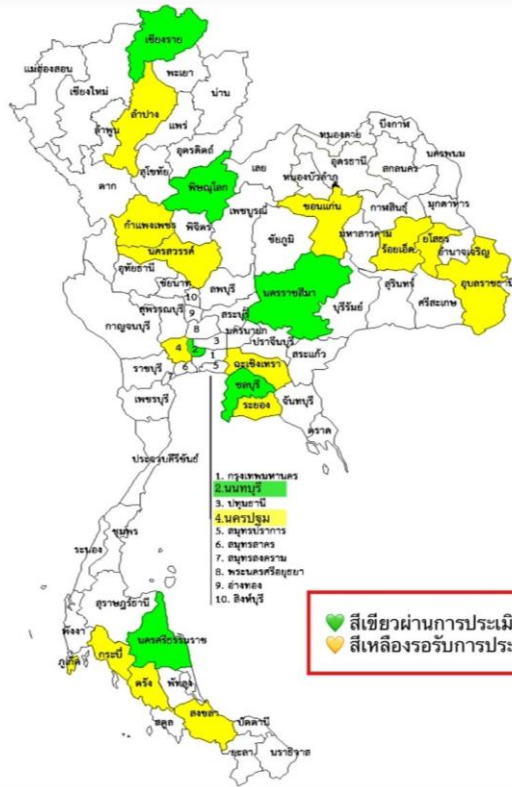 เชียงราย
แม่ฮ่องสอน
พะเยา
เชียงใหม่
น่าน
ลำปาง
ลำพูน
แพร่
อุตรดิตถ์
สุโขทัย
ตาก
พิษณุโลก
เลย
หนองคาย
บึงกาฬ
หนองบัวลำภู
อุดรธานี
สกลนคร
นครพนม
กำแพงเพชร
พิจิตร
เพชรบูรณ์
ขอนแก่น
กาฬสินธุ์
มุกดาหาร
นครสวรรค์
ชัยภูมิ
มหาสารคาม
ร้อยเอ็ด
ยโสธร
อำนาจเจริญ
อุทัยธานี
ชัยนาท
ลพบุรี
นครราชสีมา
บุรีรัมย์
สุรินทร์
ศรีสะเกษ
อุบลราชธานี
10
สุพรรณบุรี
9
สระบุรี
กาญจนบุรี
8
นครนายก
3
ปราจีนบุรี
สระแก้ว
4
2
1
ราชบุรี
7
6
5
ฉะเชิงเทรา
เพชรบุรี
ชลบุรี
ระยอง
จันทบุรี
ตราด
ประจวบคีรีขันธ์
1. กรุงเทพมหานคร
2.นนทบุรี
3. ปทุมธานี
4.นครปฐม
5. สมุทรปราการ
6. สมุทรสาคร
7. สมุทรสงคราม
8. พระนครศรีอยุธยา
9. อ่างทอง
10. สิงห์บุรี
ชุมพร
ระนอง
สุราษฎร์ธานี
พังงา
นครศรีธรรมราช
ภูเก็ต
กระบี่
ตรัง
พัทลุง
สตูล
สงขลา
ปัตตานี
ยะลา
นราธิวาส
💚 สีเขียวผ่านการประเมิ
💛 สีเหลืองรอรับการประ